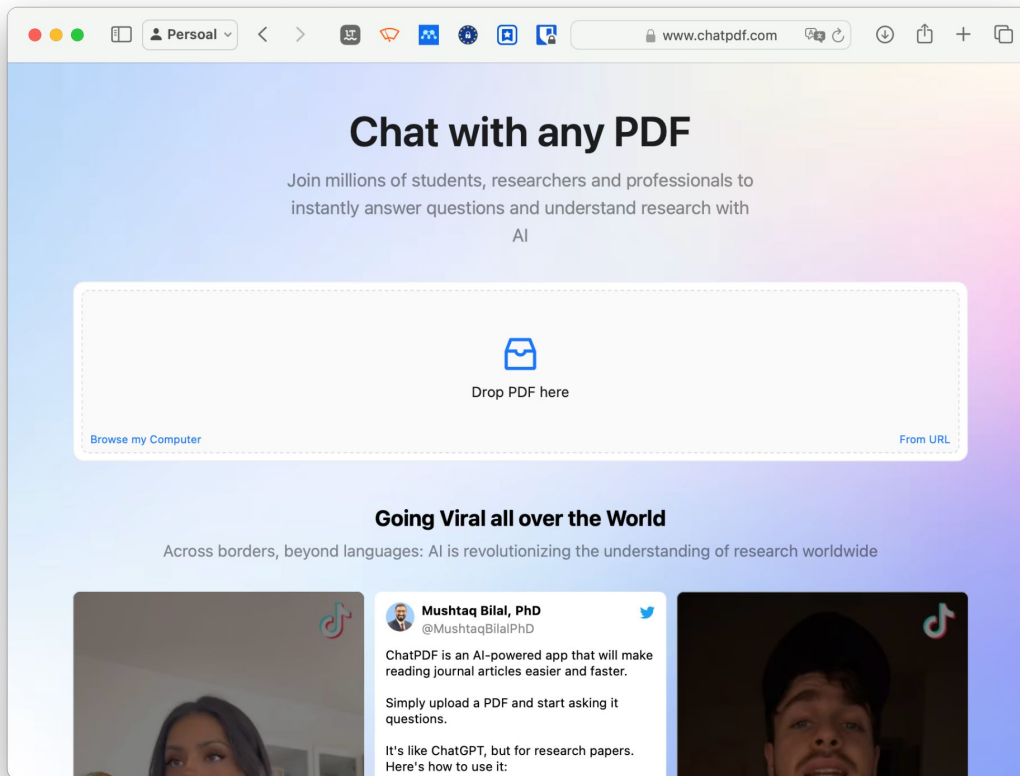 Persoal
LT
www.chatpdf.com
Chat with any PDF
Join millions of students, researchers and professionals to
instantly answer questions and understand research with
AI
Drop PDF here
Browse my Computer
From URL
Going Viral all over the World
Across borders, beyond languages: AI is revolutionizing the understanding of research worldwide
Mushtaq Bilal, PhD
@MushtaqBilalPhD
ChatPDF is an AI-powered app that will make
reading journal articles easier and faster.
Simply upload a PDF and start asking it
questions.
It's like ChatGPT, but for research papers.
Here's how to use it: